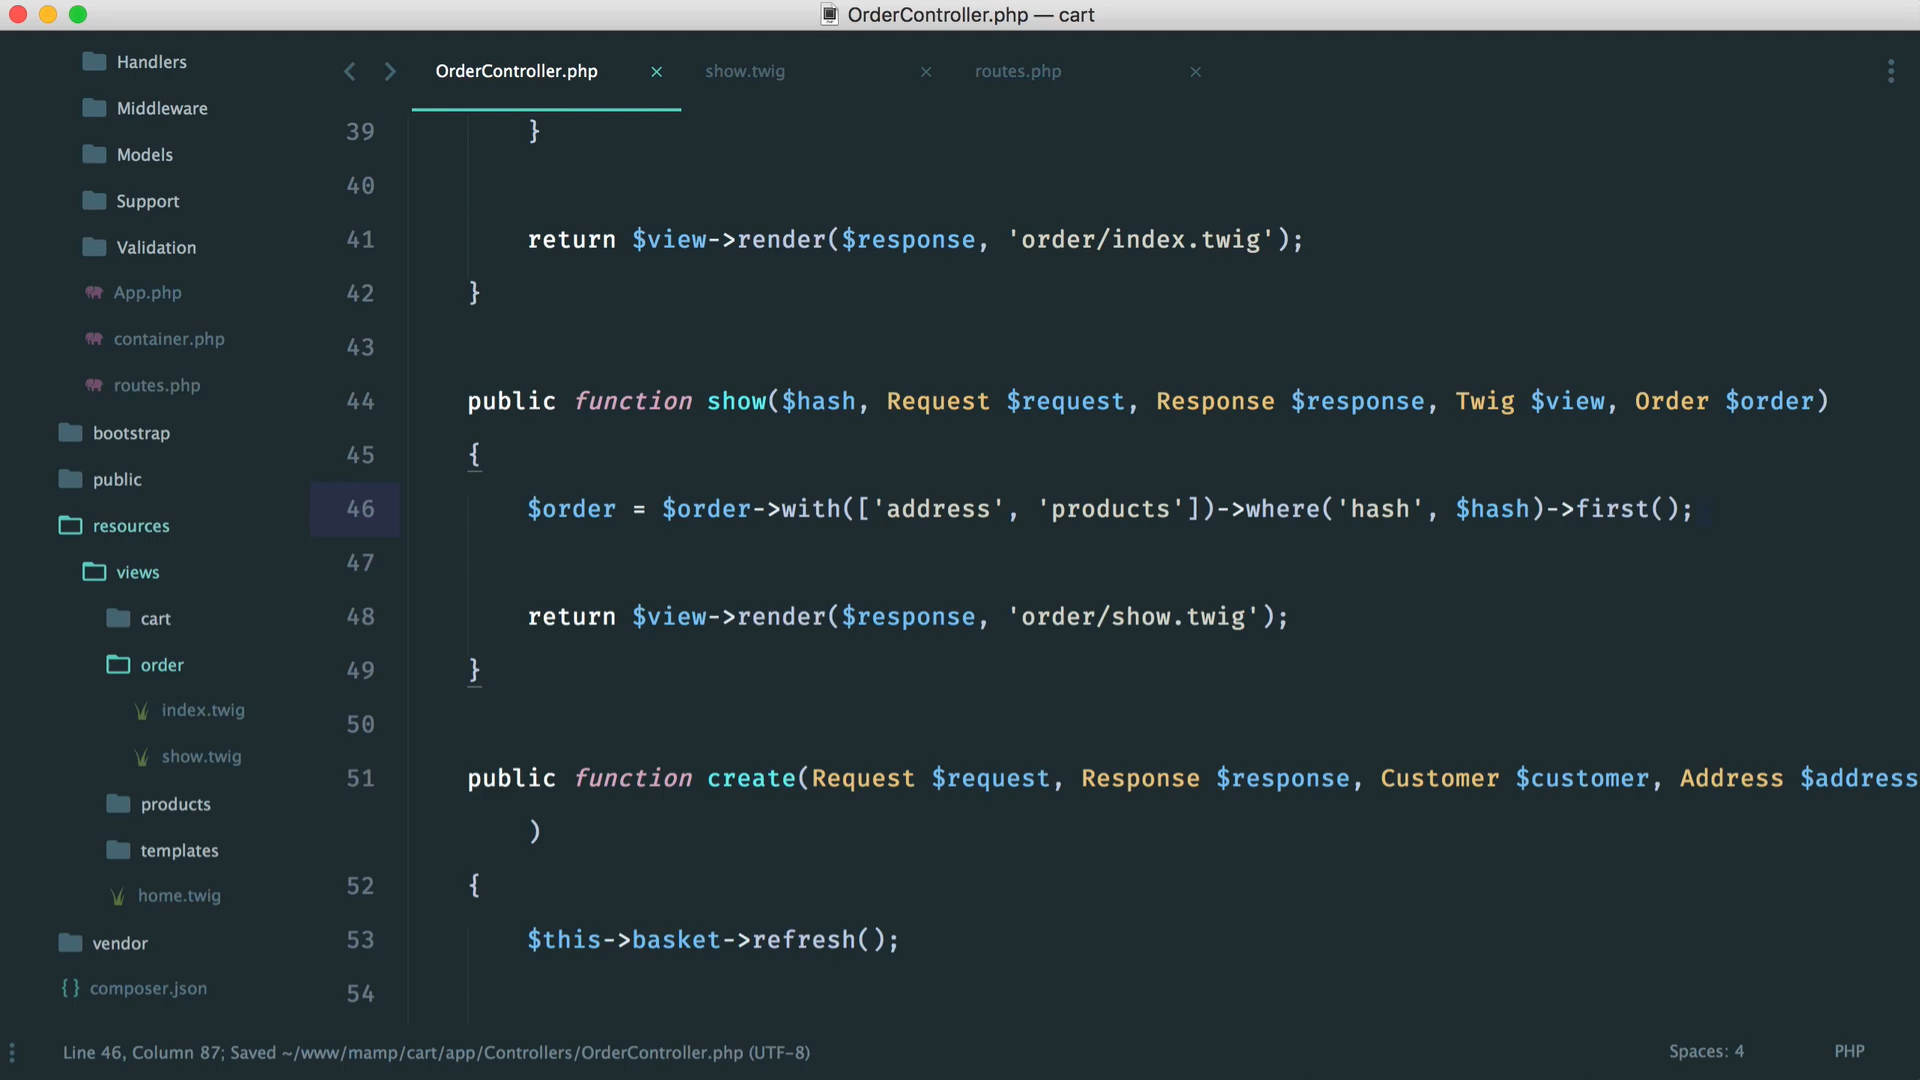 OrderController.php — cart
Handlers
Middleware
Models
Support
Validation
App.php
container.php
routes.php
bootstrap
public
resources
views
cart
order
index.twig
show.twig
products
templates
home.twig
vendor
{} composer.json
OrderController.php × show.twig × routes.php ×
39 }
40
41 return $view->render($response, 'order/index.twig');
42 }
43
44 public function show($hash, Request $request, Response $response, Twig $view, Order $order)
45 {
46 $order = $order->with(['address', 'products'])->where('hash', $hash)->first();
47
48 return $view->render($response, 'order/show.twig');
49 }
50
51 public function create(Request $request, Response $response, Customer $customer, Address $address
)
52 {
53 $this->basket->refresh();
54
Line 46, Column 87; Saved ~/www/mamp/cart/app/Controllers/OrderController.php (UTF-8)
Spaces: 4 PHP